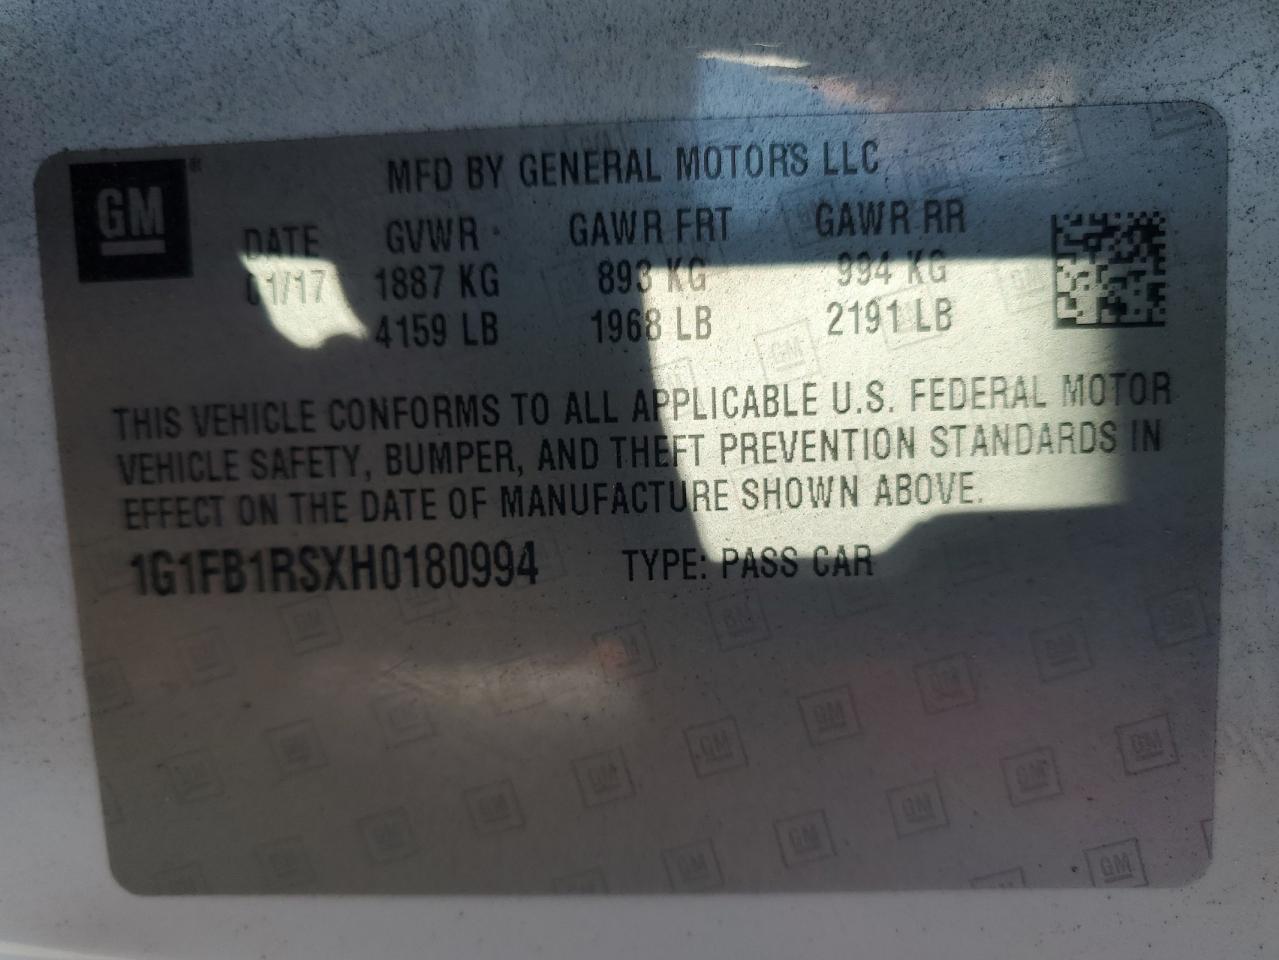 GM
MFD BY GENERAL MOTORS LLC
DATE GVWR GAWR FRT GAWR RR
01/17 1887 KG 893 KG 994 KG
4159 LB 1968 LB 2191 LB
THIS VEHICLE CONFORMS TO ALL APPLICABLE U.S. FEDERAL MOTOR
VEHICLE SAFETY, BUMPER, AND THEFT PREVENTION STANDARDS IN
EFFECT ON THE DATE OF MANUFACTURE SHOWN ABOVE.
1G1FB1RSXH0180994 TYPE: PASS CAR